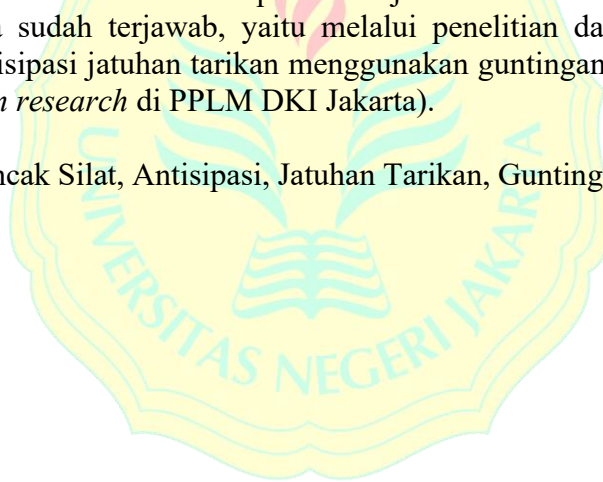 sudah terjawab, yaitu melalui penelitian da
isipasi jatuhan tarikan menggunakan guntingan
research di PPLM DKI Jakarta).
ncak Silat, Antisipasi, Jatuhan Tarikan, Gunting
UNIVERSITAS NEGERI JAKARTA